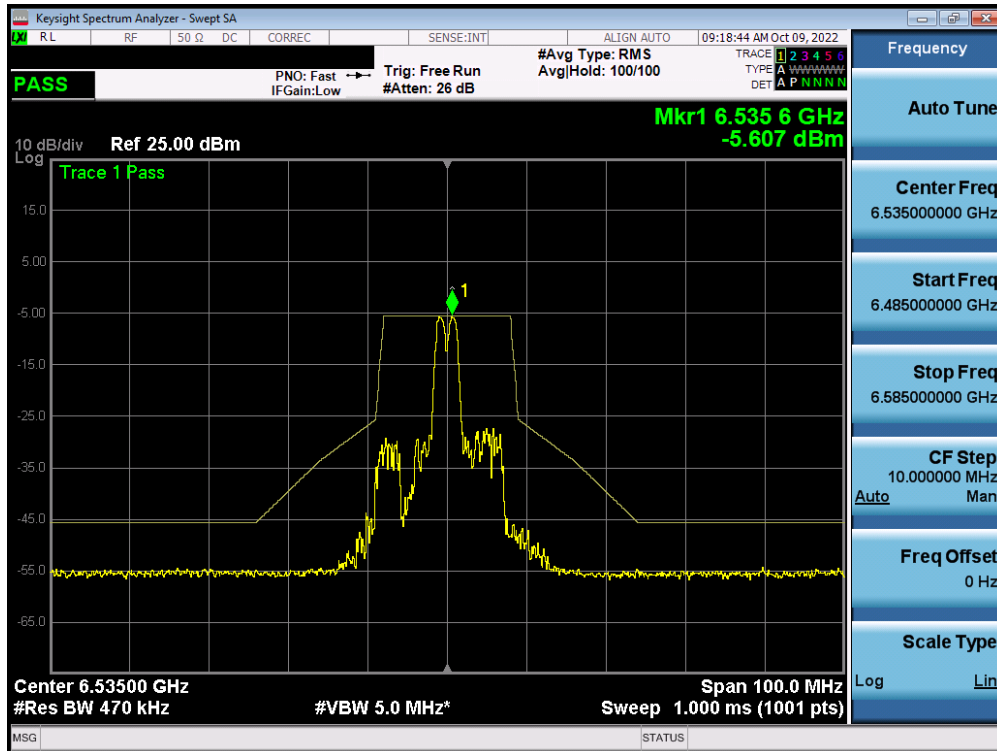 Keysight Spectrum Analyzer - Swept SA
LXI RL RF 50 Ω DC CORREC SENSE:INT ALIGN AUTO 09:18:44 AM Oct 09, 2022
PASS
PNO: Fast
IFGain:Low
Trig: Free Run
#Atten: 26 dB
#Avg Type: RMS
Avg|Hold: 100/100
TRACE 1 2 3 4 5 6
TYPE A WWWWW
DET A P N N N N
Mkr1 6.535 6 GHz
-5.607 dBm
10 dB/div Ref 25.00 dBm
Log
Trace 1 Pass
15.0
5.00
1
-5.00
-15.0
-25.0
-35.0
-45.0
-55.0
-65.0
Center 6.53500 GHz Span 100.0 MHz
#Res BW 470 kHz #VBW 5.0 MHz* Sweep 1.000 ms (1001 pts)
MSG STATUS
Frequency
Auto Tune
Center Freq
6.535000000 GHz
Start Freq
6.485000000 GHz
Stop Freq
6.585000000 GHz
CF Step
10.000000 MHz
Auto Man
Freq Offset
0 Hz
Scale Type
Log Lin